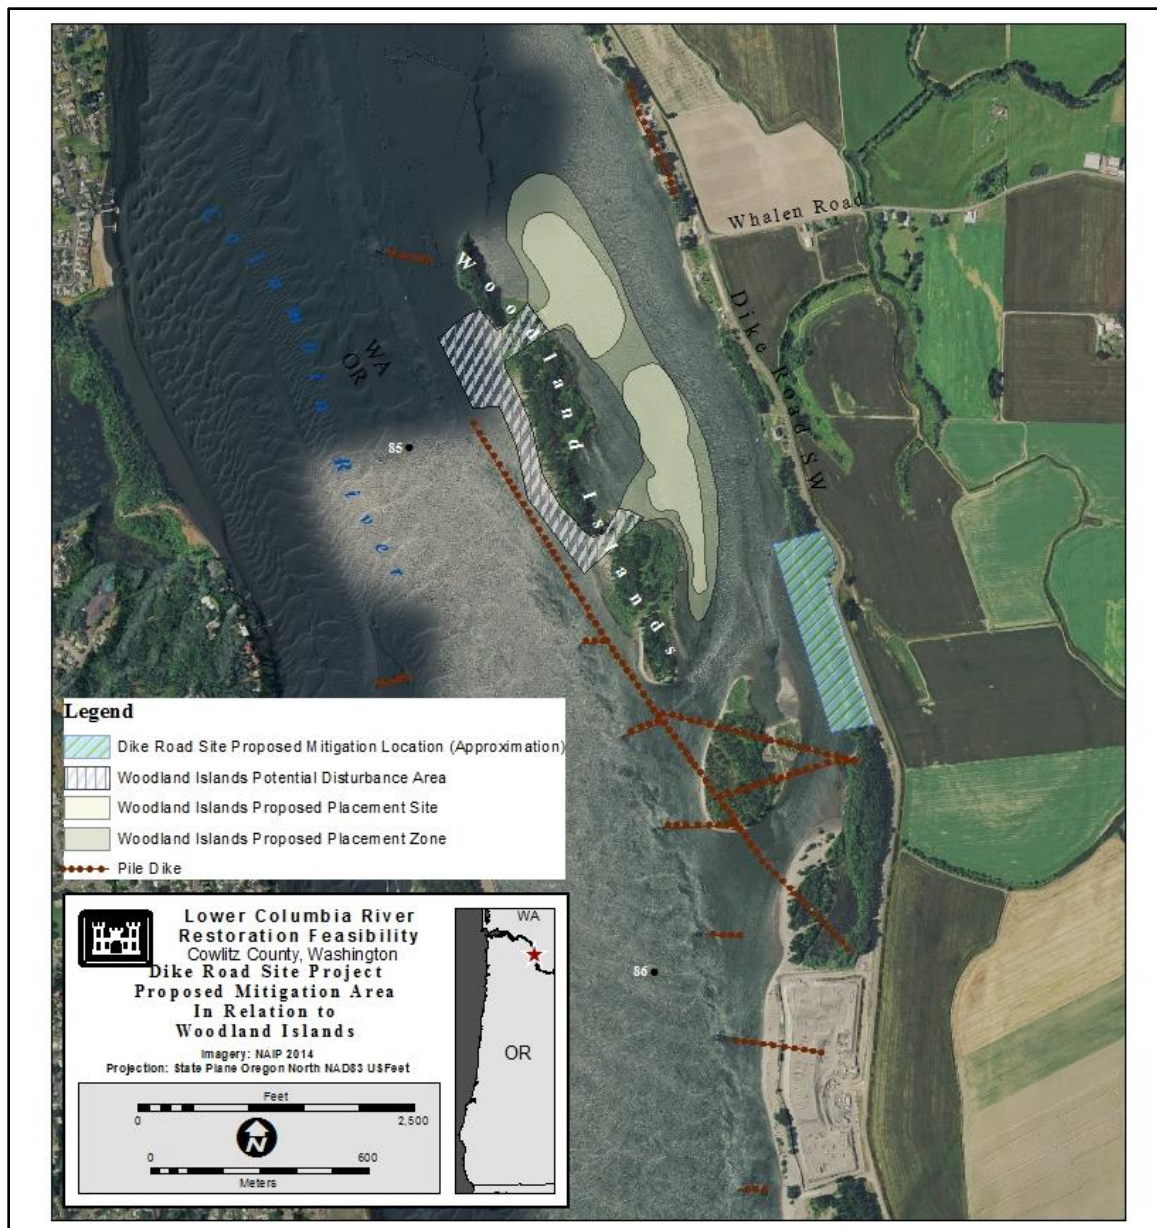 Whalen Road
Dike Road SW
Woodland Islands
Columbia
River
WA
OR
85
86
Legend
Dike Road Site Proposed Mitigation Location (Approximation)
Woodland Islands Potential Disturbance Area
Woodland Islands Proposed Placement Site
Woodland Islands Proposed Placement Zone
Pile Dike
Lower Columbia River
Restoration Feasibility
Cowlitz County, Washington
Dike Road Site Project
Proposed Mitigation Area
In Relation to
Woodland Islands
Imagery: NAIP 2014
Projection: State Plane Oregon North NAD83 USFeet
Feet
0 2,500
N
0 600
Meters
WA
OR